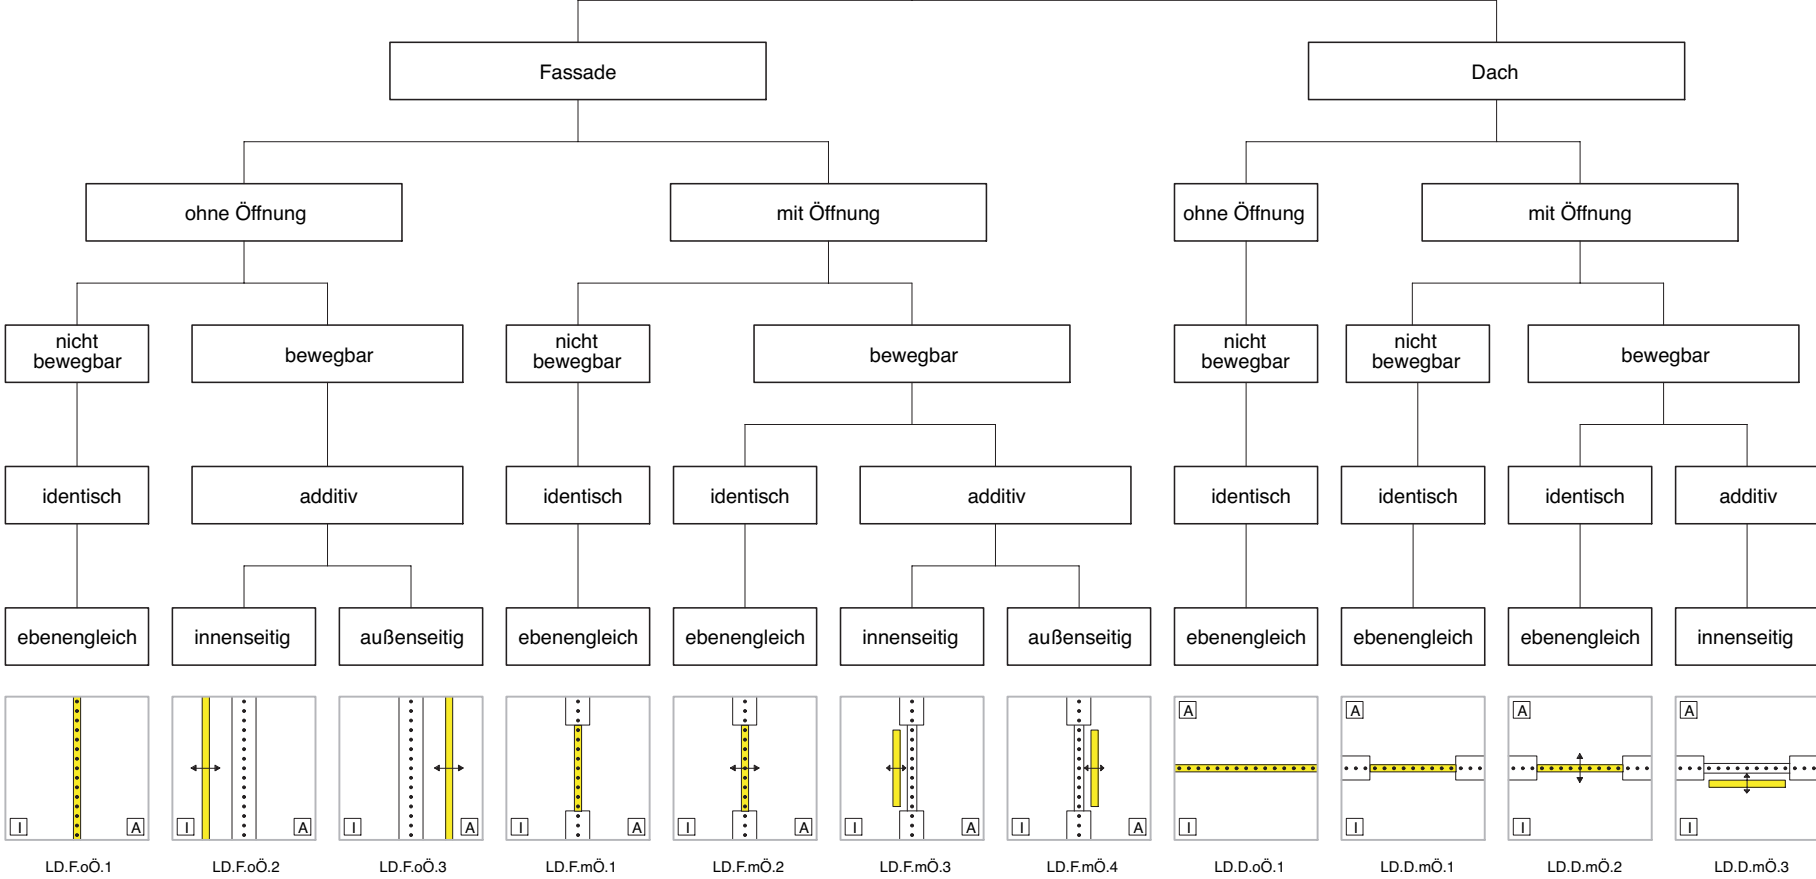 Fassade
Dach
ohne Öffnung
mit Öffnung
ohne Öffnung
mit Öffnung
nicht
bewegbar
bewegbar
nicht
bewegbar
bewegbar
nicht
bewegbar
nicht
bewegbar
bewegbar
identisch
additiv
identisch
identisch
additiv
identisch
identisch
identisch
additiv
ebenengleich
innenseitig
außenseitig
ebenengleich
ebenengleich
innenseitig
außenseitig
ebenengleich
ebenengleich
ebenengleich
innenseitig
A
A
A
A
I
A
I
A
I
A
I
A
I
A
I
A
I
A
I
I
I
I
LD.F.oÖ.1
LD.F.oÖ.2
LD.F.oÖ.3
LD.F.mÖ.1
LD.F.mÖ.2
LD.F.mÖ.3
LD.F.mÖ.4
LD.D.oÖ.1
LD.D.mÖ.1
LD.D.mÖ.2
LD.D.mÖ.3